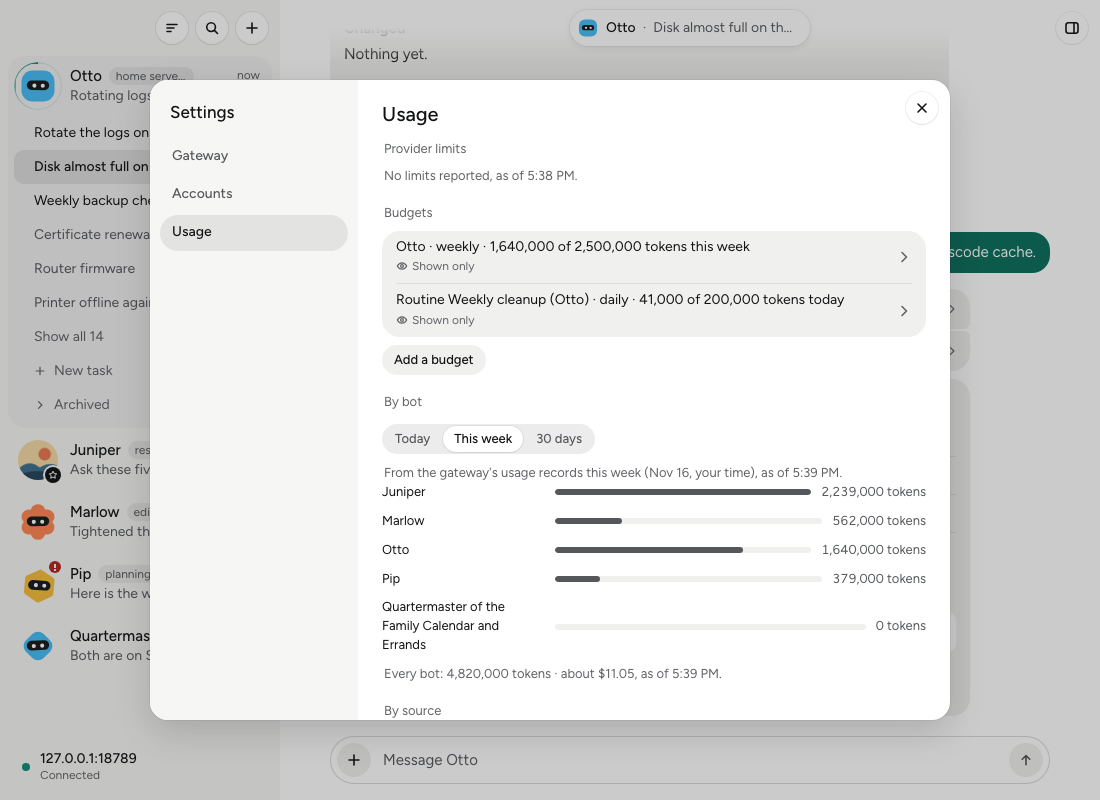 Changed
Otto · Disk almost full on th...
Nothing yet.
Otto home serve... now
Rotating logs
Rotate the logs on
Disk almost full on
Weekly backup che
Certificate renewa
Router firmware
Printer offline again
Show all 14
New task
Archived
Juniper res
Ask these fiv
Marlow edi
Tightened th
Pip planning
Here is the w
Quartermas
Both are on S
127.0.0.1:18789
Connected
Settings
Gateway
Accounts
Usage
Usage
Provider limits
No limits reported, as of 5:38 PM.
Budgets
Otto · weekly · 1,640,000 of 2,500,000 tokens this week
Shown only
Routine Weekly cleanup (Otto) · daily · 41,000 of 200,000 tokens today
Shown only
Add a budget
By bot
Today This week 30 days
From the gateway's usage records this week (Nov 16, your time), as of 5:39 PM.
Juniper 2,239,000 tokens
Marlow 562,000 tokens
Otto 1,640,000 tokens
Pip 379,000 tokens
Quartermaster of the
Family Calendar and
Errands
0 tokens
Every bot: 4,820,000 tokens · about $11.05, as of 5:39 PM.
By source
scode cache.
Message Otto